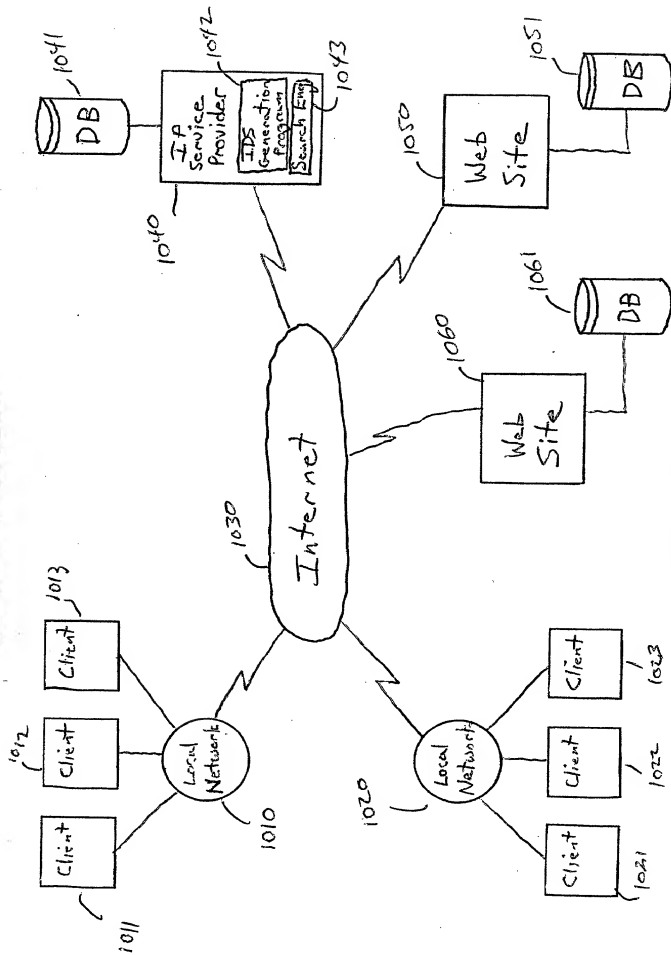 1021
Client
1022
Client
1023
Client
1011
Client
1012
Client
1013
Client
1020
Local
Network
1010
Local
Network
1030
Internet
1060
Web
Site
1061
DB
1050
Web
Site
1051
DB
1040
IP
Service
Provider
IDS
Generation
Program
Search Eng
1041
DB
1042
1043